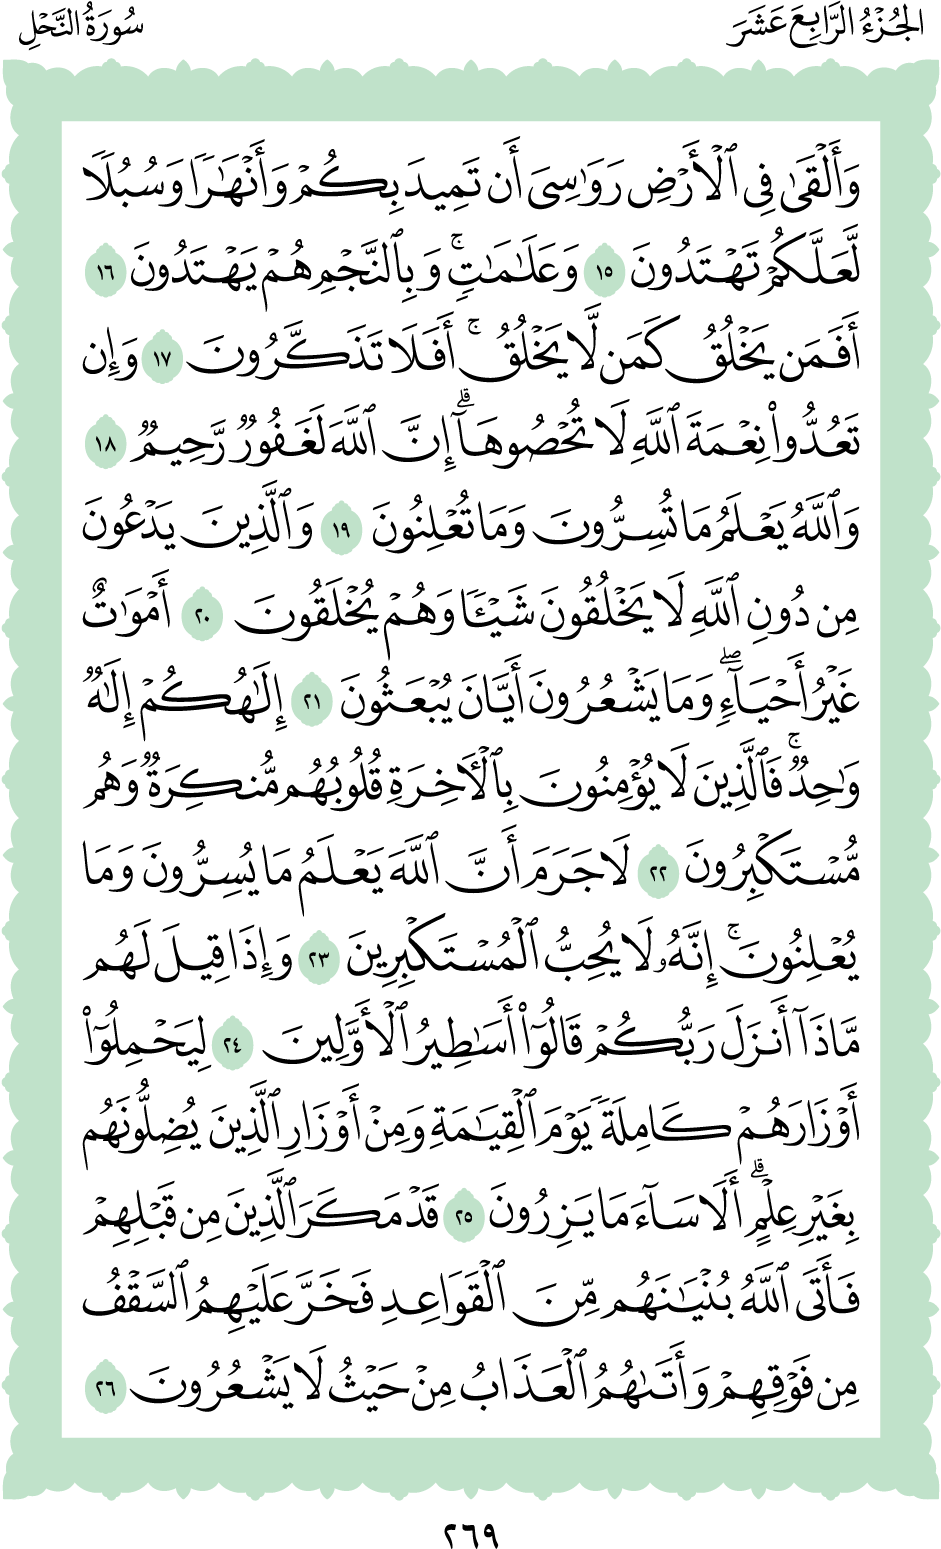 الجُزْءُ الرَّابِعَ عَشَرَ
سُورَةُ النَّحْلِ
وَأَلْقَىٰ فِي ٱلْأَرْضِ رَوَٰسِيَ أَن تَمِيدَ بِكُمْ وَأَنْهَٰرًا وَسُبُلًا
لَّعَلَّكُمْ تَهْتَدُونَ ١٥ وَعَلَٰمَٰتٍۚ وَبِٱلنَّجْمِ هُمْ يَهْتَدُونَ ١٦
أَفَمَن يَخْلُقُ كَمَن لَّا يَخْلُقُۚ أَفَلَا تَذَكَّرُونَ ١٧ وَإِن
تَعُدُّوا۟ نِعْمَةَ ٱللَّهِ لَا تُحْصُوهَآۗ إِنَّ ٱللَّهَ لَغَفُورٌ رَّحِيمٌ ١٨
وَٱللَّهُ يَعْلَمُ مَا تُسِرُّونَ وَمَا تُعْلِنُونَ ١٩ وَٱلَّذِينَ يَدْعُونَ
مِن دُونِ ٱللَّهِ لَا يَخْلُقُونَ شَيْـًٔا وَهُمْ يُخْلَقُونَ ٢٠ أَمْوَٰتٌ
غَيْرُ أَحْيَآءٍۖ وَمَا يَشْعُرُونَ أَيَّانَ يُبْعَثُونَ ٢١ إِلَٰهُكُمْ إِلَٰهٌ
وَٰحِدٌۚ فَٱلَّذِينَ لَا يُؤْمِنُونَ بِٱلْـَٔاخِرَةِ قُلُوبُهُم مُّنكِرَةٌ وَهُم
مُّسْتَكْبِرُونَ ٢٢ لَا جَرَمَ أَنَّ ٱللَّهَ يَعْلَمُ مَا يُسِرُّونَ وَمَا
يُعْلِنُونَۚ إِنَّهُۥ لَا يُحِبُّ ٱلْمُسْتَكْبِرِينَ ٢٣ وَإِذَا قِيلَ لَهُم
مَّاذَآ أَنزَلَ رَبُّكُمْ قَالُوٓا۟ أَسَٰطِيرُ ٱلْأَوَّلِينَ ٢٤ لِيَحْمِلُوٓا۟
أَوْزَارَهُمْ كَامِلَةً يَوْمَ ٱلْقِيَٰمَةِ وَمِنْ أَوْزَارِ ٱلَّذِينَ يُضِلُّونَهُم
بِغَيْرِ عِلْمٍۗ أَلَا سَآءَ مَا يَزِرُونَ ٢٥ قَدْ مَكَرَ ٱلَّذِينَ مِن قَبْلِهِمْ
فَأَتَى ٱللَّهُ بُنْيَٰنَهُم مِّنَ ٱلْقَوَاعِدِ فَخَرَّ عَلَيْهِمُ ٱلسَّقْفُ
مِن فَوْقِهِمْ وَأَتَىٰهُمُ ٱلْعَذَابُ مِنْ حَيْثُ لَا يَشْعُرُونَ ٢٦
٢٦٩